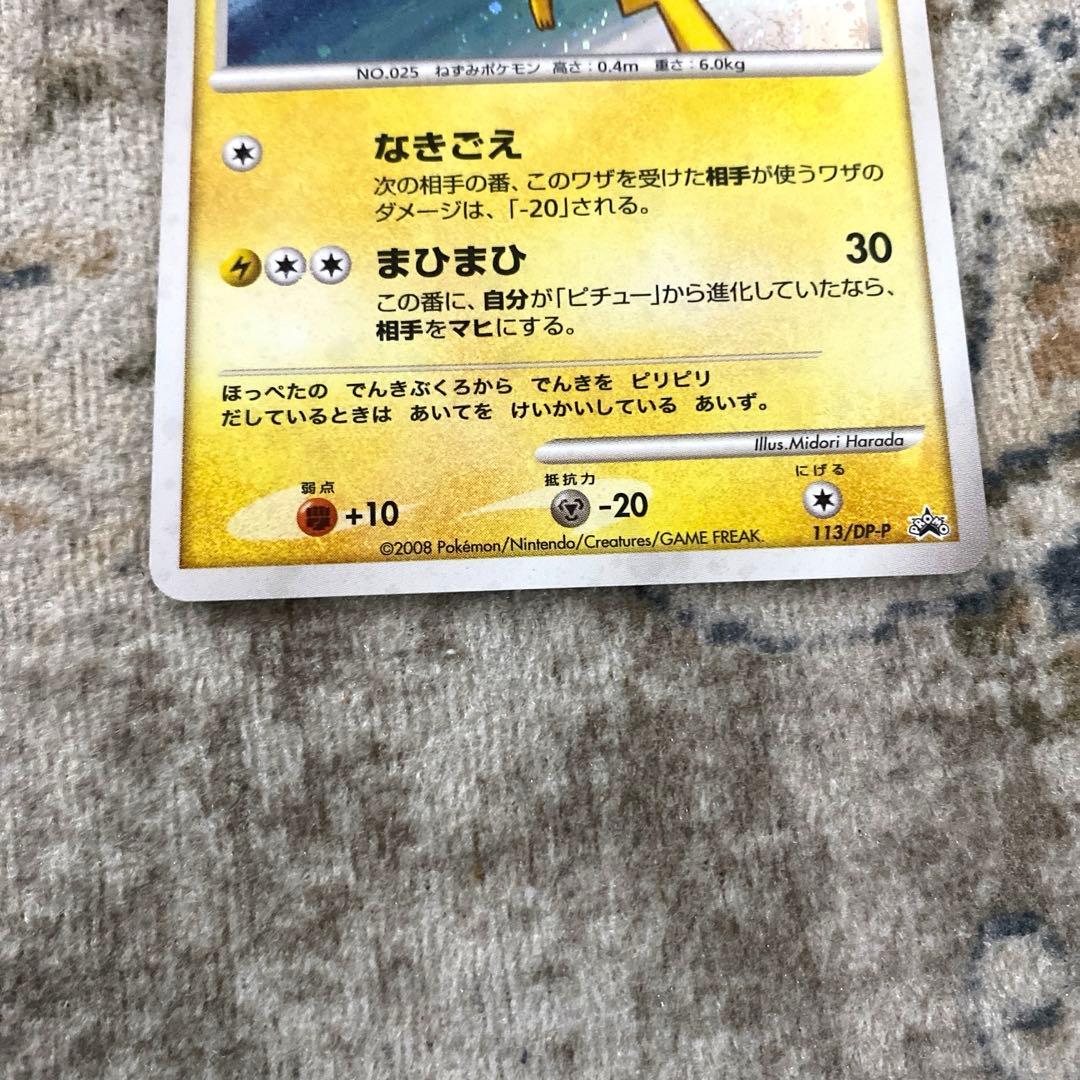 NO.025 ねずみポケモン 高さ:0.4m 重さ:6.0kg
なきごえ
次の相手の番、このワザを受けた相手が使うワザの
ダメージは、「-20」される。
まひまひ 30
この番に、自分が「ピチュー」から進化していたなら、
相手をマヒにする。
ほっぺたの でんきぶくろから でんきを ピリピリ
だしているときは あいてを けいかいしている あいず。
Illus.Midori Harada
弱点 抵抗力 にげる
+10 -20
©2008 Pokémon/Nintendo/Creatures/GAME FREAK. 113/DP-P PROMO